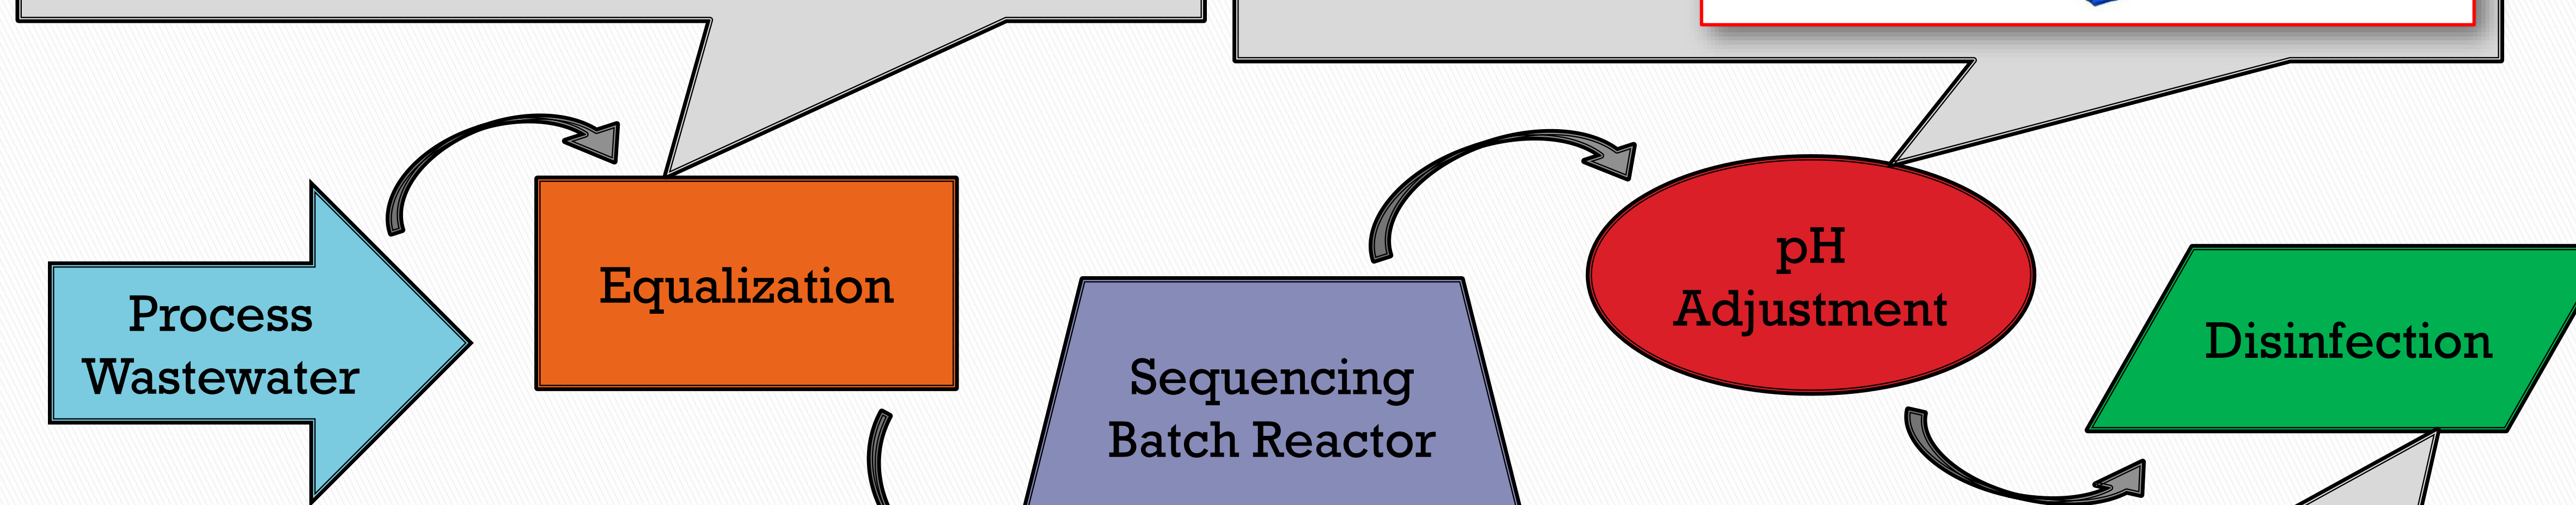 Process
Wastewater
Equalization
Sequencing
Batch Reactor
pH
Adjustment
Disinfection